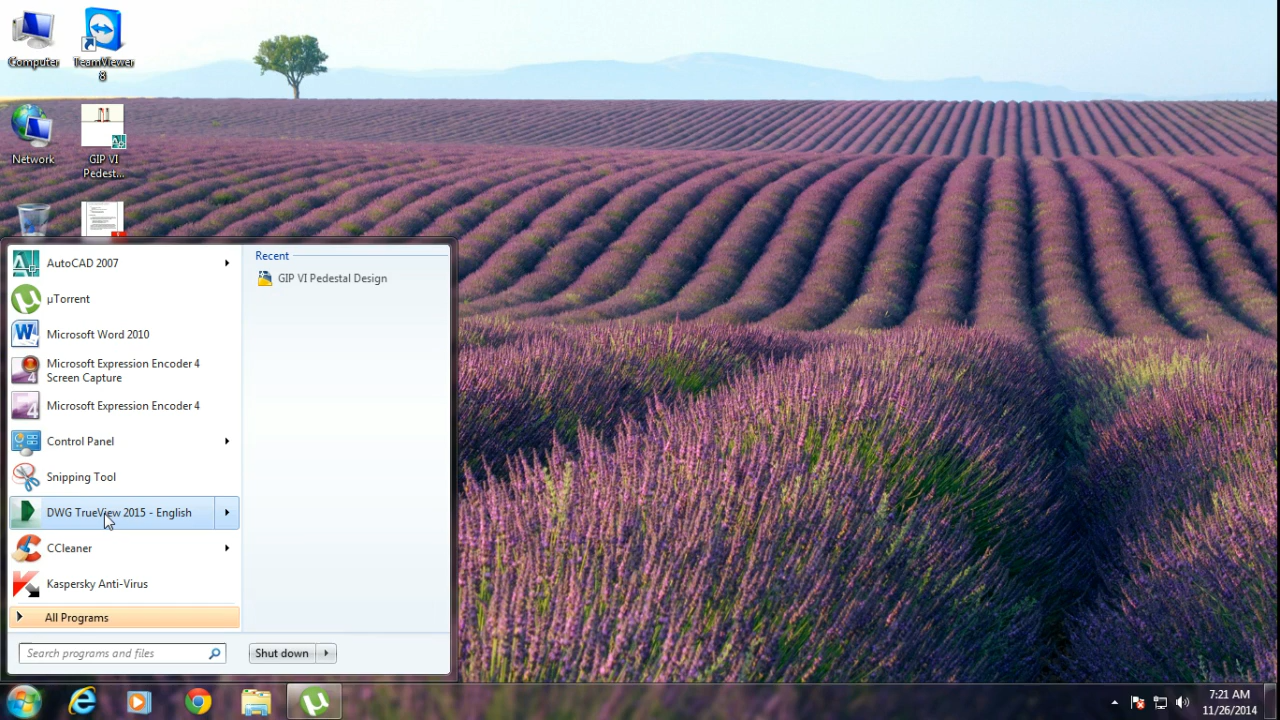 Computer
TeamViewer
8
Network
GIP VI
Pedest...
AutoCAD 2007
µTorrent
Microsoft Word 2010
Microsoft Expression Encoder 4
Screen Capture
Microsoft Expression Encoder 4
Control Panel
Snipping Tool
DWG TrueView 2015 - English
CCleaner
Kaspersky Anti-Virus
All Programs
Search programs and files
Recent
GIP VI Pedestal Design
Shut down
7:21 AM
11/26/2014